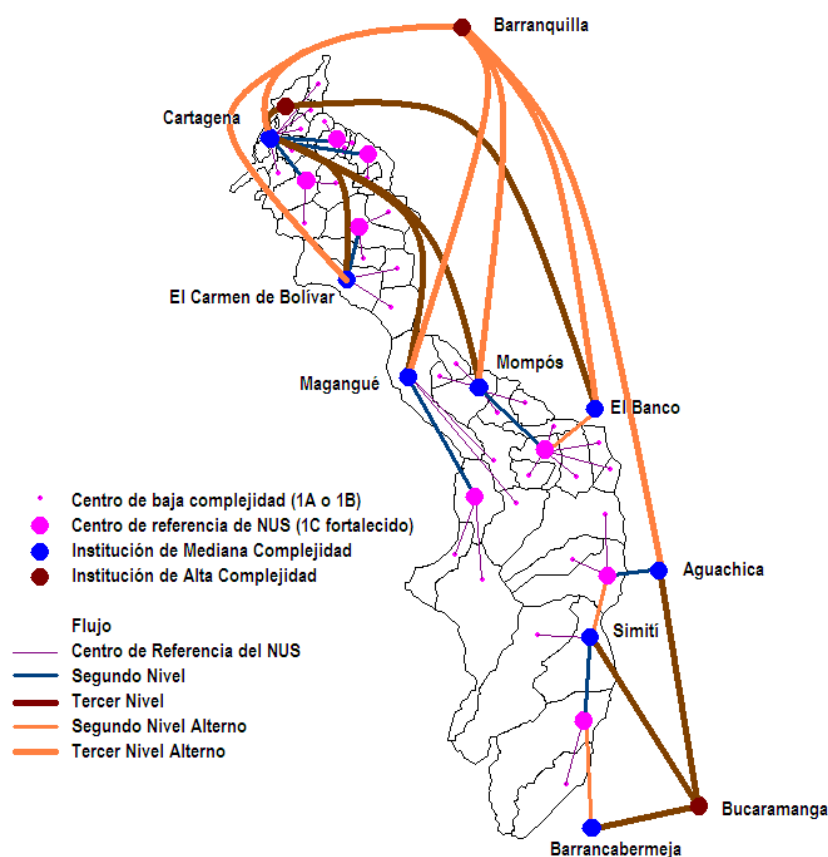 Barranquilla
Cartagena
El Carmen de Bolívar
Magangué
Mompós
El Banco
Centro de baja complejidad (1A o 1B)
Centro de referencia de NUS (1C fortalecido)
Institución de Mediana Complejidad
Institución de Alta Complejidad
Aguachica
Simití
Flujo
Centro de Referencia del NUS
Segundo Nivel
Tercer Nivel
Segundo Nivel Alterno
Tercer Nivel Alterno
Bucaramanga
Barrancabermeja